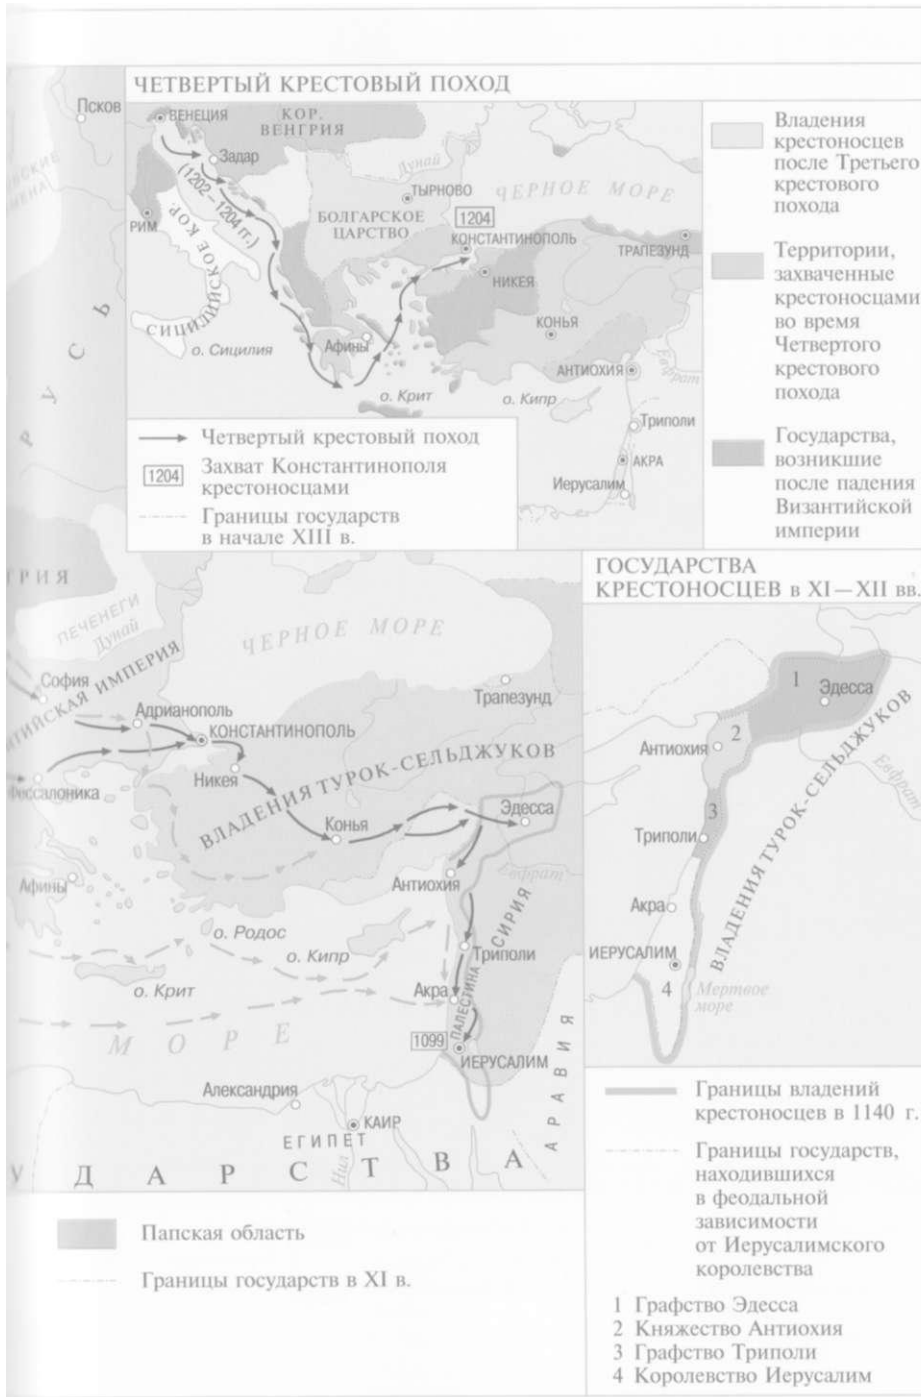 ЧЕТВЕРТЫЙ КРЕСТОВЫЙ ПОХОД
Псков
ВЕНЕЦИЯ
КОР.
ВЕНГРИЯ
Задар
Дунай
(1202–1204 гг.)
РИМ
ТЫРНОВО
ЧЕРНОЕ МОРЕ
БОЛГАРСКОЕ
ЦАРСТВО
1204
КОНСТАНТИНОПОЛЬ
ТРАПЕЗУНД
НИКЕЯ
СИЦИЛИЙСКОЕ КОР.
о. Сицилия
Афины
КОНЬЯ
АНТИОХИЯ
Евфрат
о. Крит
о. Кипр
Триполи
АКРА
Иерусалим
РУСЬ
Четвертый крестовый поход
1204
Захват Константинополя
крестоносцами
Границы государств
в начале XIII в.
Владения
крестоносцев
после Третьего
крестового
похода
Территории,
захваченные
крестоносцами
во время
Четвертого
крестового
похода
Государства,
возникшие
после падения
Византийской
империи
ГРИЯ
ПЕЧЕНЕГИ
Дунай
ЧЕРНОЕ МОРЕ
София
ТИЙСКАЯ ИМПЕРИЯ
Адрианополь
КОНСТАНТИНОПОЛЬ
Трапезунд
Фессалоника
Никея
ВЛАДЕНИЯ ТУРОК-СЕЛЬДЖУКОВ
Конья
Эдесса
Афины
Антиохия
Евфрат
о. Родос
о. Кипр
СИРИЯ
Триполи
о. Крит
Акра
ПАЛЕСТИНА
МОРЕ
1099
ИЕРУСАЛИМ
АРАВИЯ
Александрия
КАИР
ЕГИПЕТ
Нил
УДАРСТВА
Папская область
Границы государств в XI в.
ГОСУДАРСТВА
КРЕСТОНОСЦЕВ в XI — XII вв.
1
Эдесса
2
Антиохия
3
Триполи
ВЛАДЕНИЯ ТУРОК-СЕЛЬДЖУКОВ
Евфрат
Акра
ИЕРУСАЛИМ
4
Мертвое
море
Границы владений
крестоносцев в 1140 г.
Границы государств,
находившихся
в феодальной
зависимости
от Иерусалимского
королевства
1 Графство Эдесса
2 Княжество Антиохия
3 Графство Триполи
4 Королевство Иерусалим